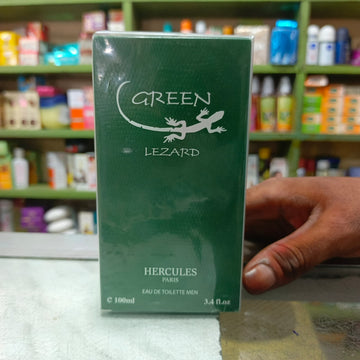 GREEN
LEZARD
HERCULES
PARIS
EAU DE TOILETTE MEN
℮ 100ml 3.4 fl.oz